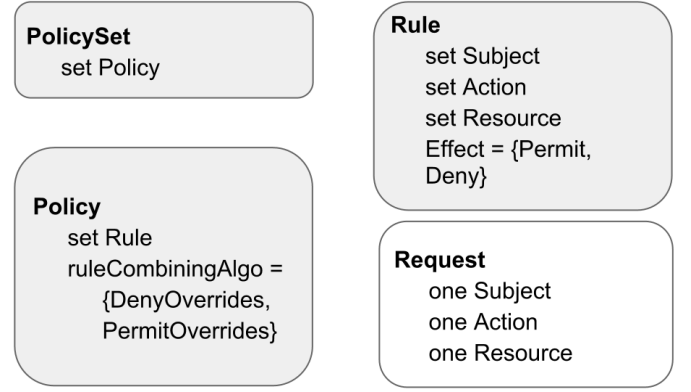 PolicySet
set Policy
Policy
set Rule
ruleCombiningAlgo =
{DenyOverrides,
PermitOverrides}
Rule
set Subject
set Action
set Resource
Effect = {Permit,
Deny}
Request
one Subject
one Action
one Resource